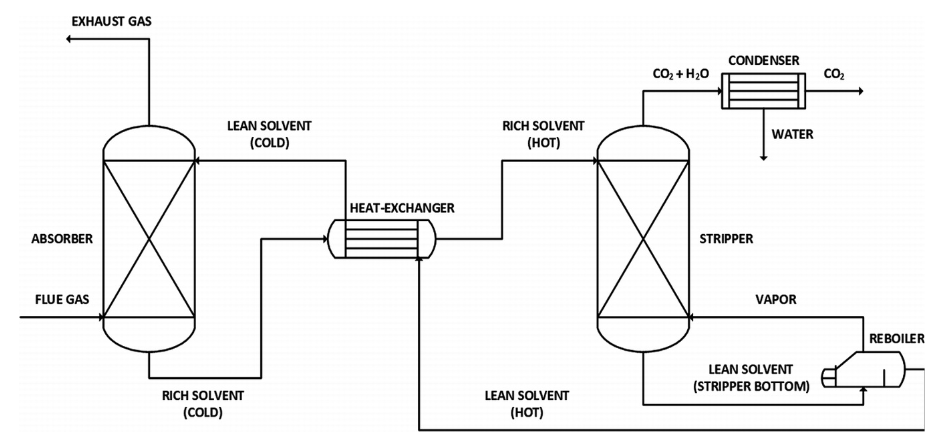 EXHAUST GAS
CONDENSER
CO₂ + H₂O
CO₂
LEAN SOLVENT
(COLD)
RICH SOLVENT
(HOT)
WATER
HEAT-EXCHANGER
ABSORBER
STRIPPER
FLUE GAS
VAPOR
REBOILER
LEAN SOLVENT
(STRIPPER BOTTOM)
RICH SOLVENT
(COLD)
LEAN SOLVENT
(HOT)